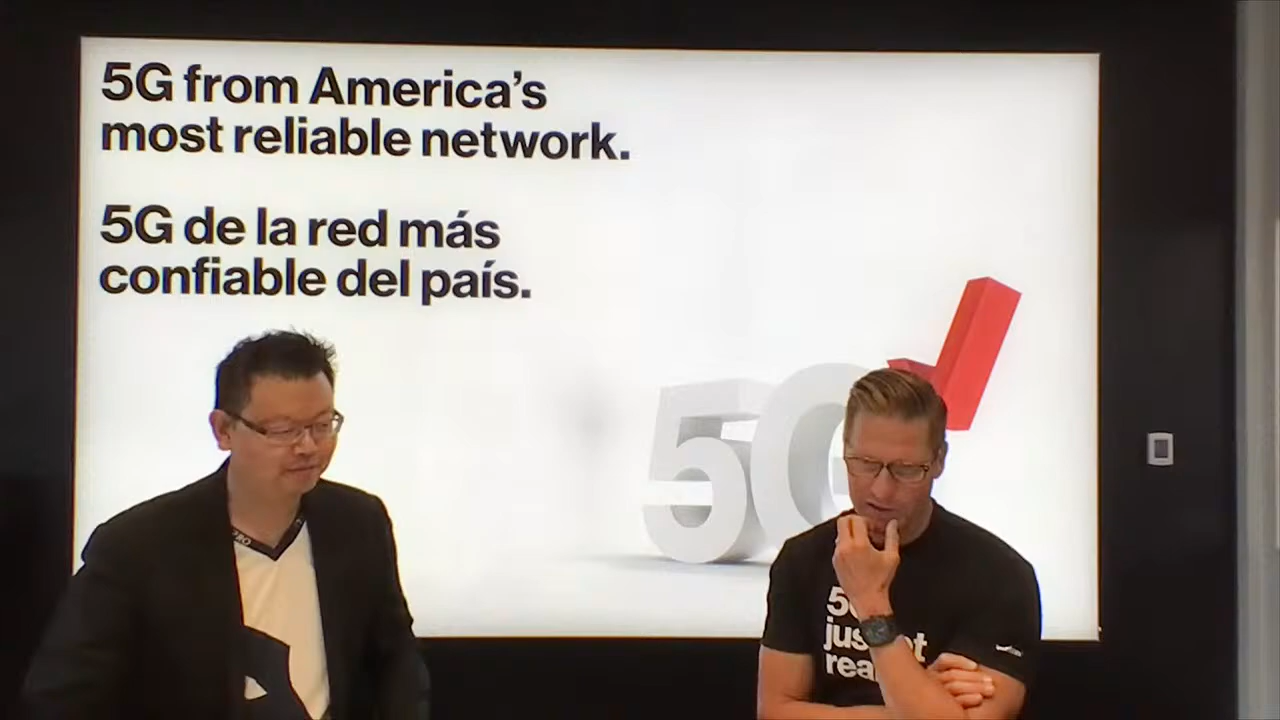 5G from America's
most reliable network.
5G de la red más
confiable del país.
5G